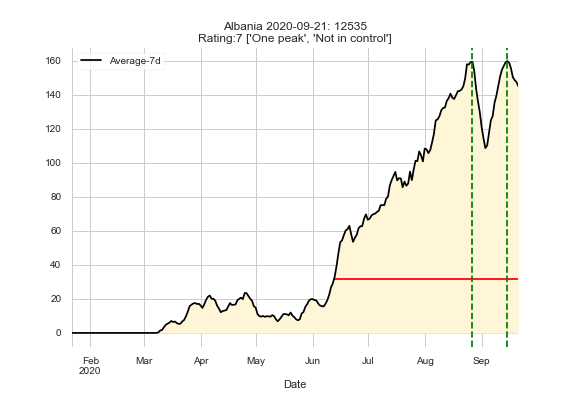 Albania 2020-09-21: 12535
Rating:7 ['One peak', 'Not in control']
Average-7d
160
140
120
100
80
60
40
20
0
Feb Mar Apr May Jun Jul Aug Sep
2020
Date